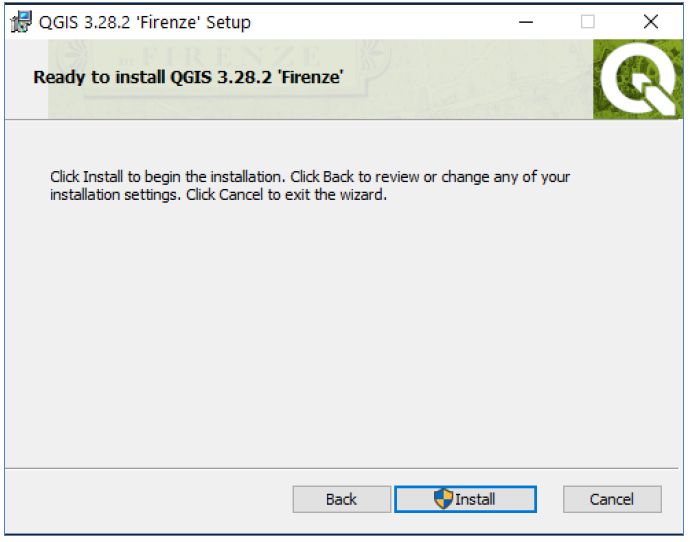 QGIS 3.28.2 'Firenze' Setup
in FIRENZE
Ready to install QGIS 3.28.2 'Firenze'
Click Install to begin the installation. Click Back to review or change any of your
installation settings. Click Cancel to exit the wizard.
Back
Install
Cancel